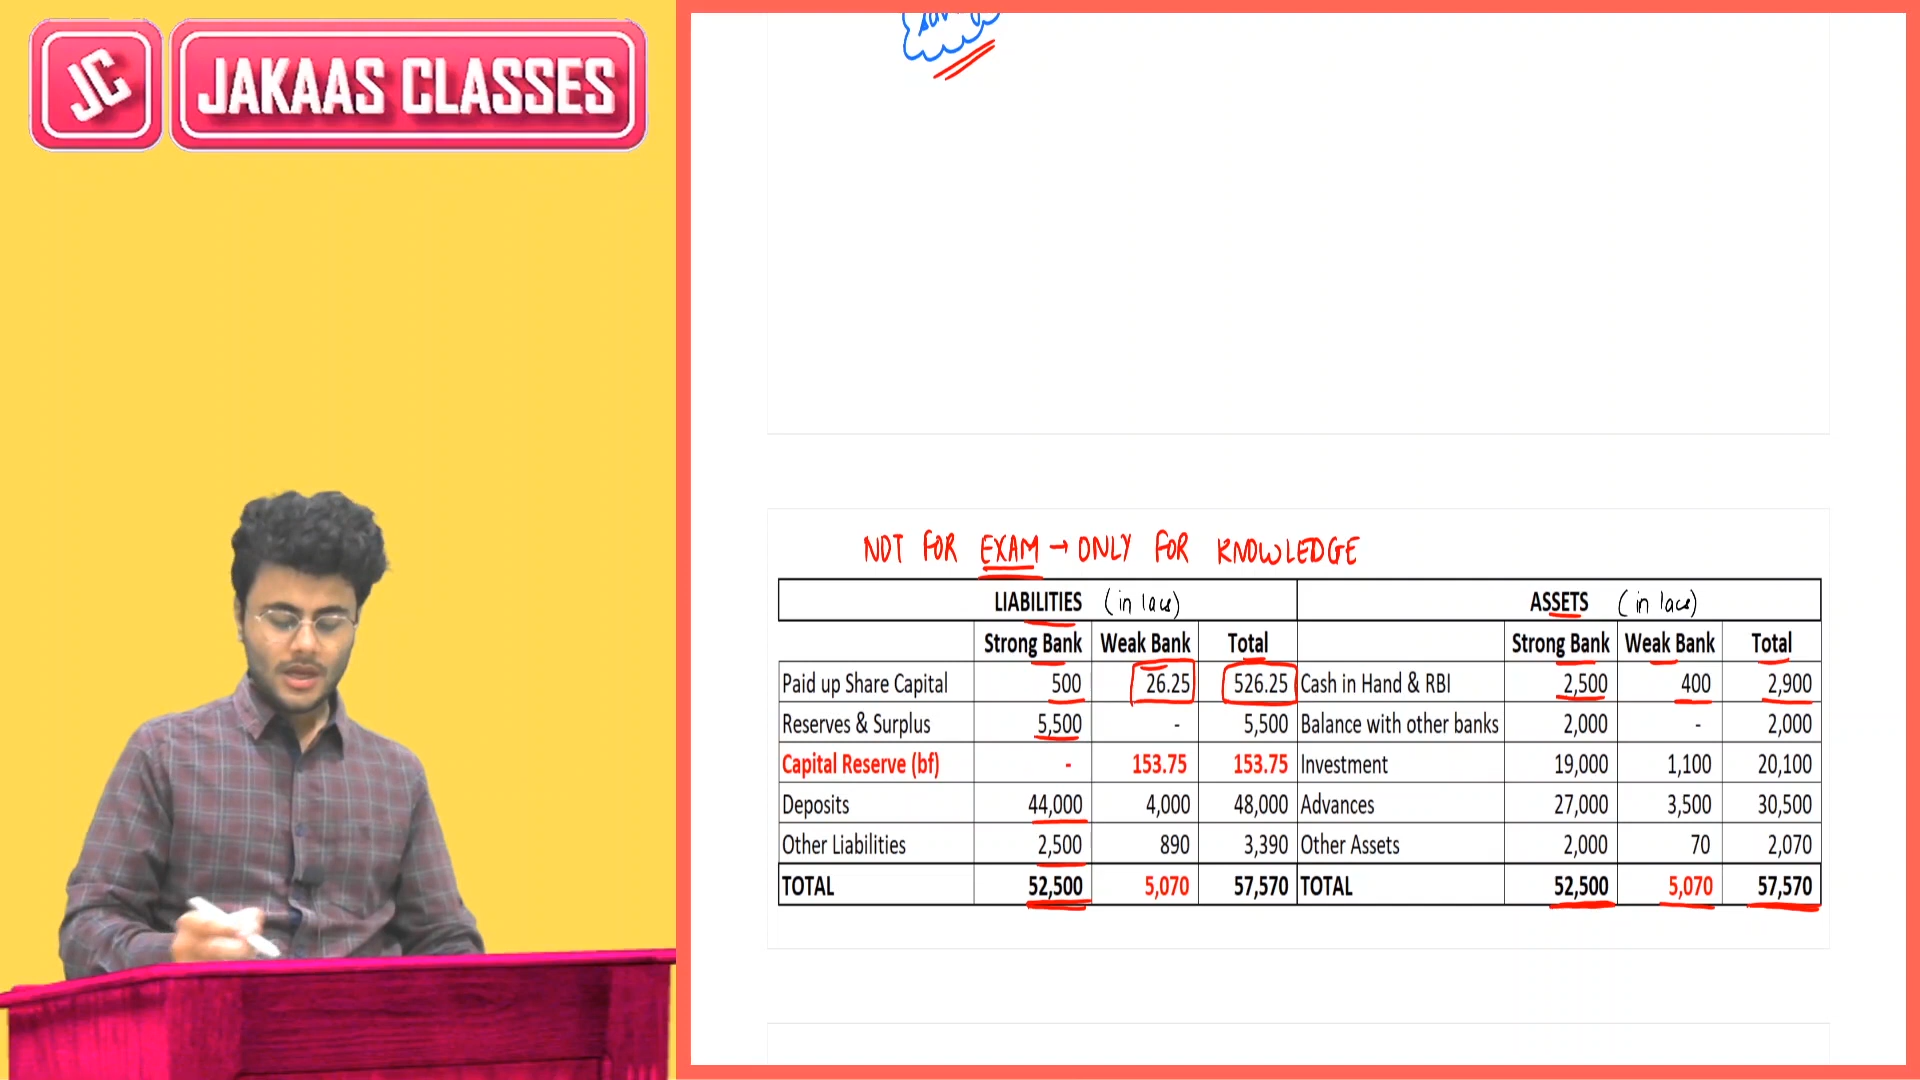 JC JAKAAS CLASSES
NOT FOR EXAM → ONLY FOR KNOWLEDGE
LIABILITIES (in lacs) ASSETS (in lacs)
Strong Bank Weak Bank Total Strong Bank Weak Bank Total
Paid up Share Capital 500 26.25 526.25 Cash in Hand & RBI 2,500 400 2,900
Reserves & Surplus 5,500 - 5,500 Balance with other banks 2,000 - 2,000
Capital Reserve (bf) - 153.75 153.75 Investment 19,000 1,100 20,100
Deposits 44,000 4,000 48,000 Advances 27,000 3,500 30,500
Other Liabilities 2,500 890 3,390 Other Assets 2,000 70 2,070
TOTAL 52,500 5,070 57,570 TOTAL 52,500 5,070 57,570